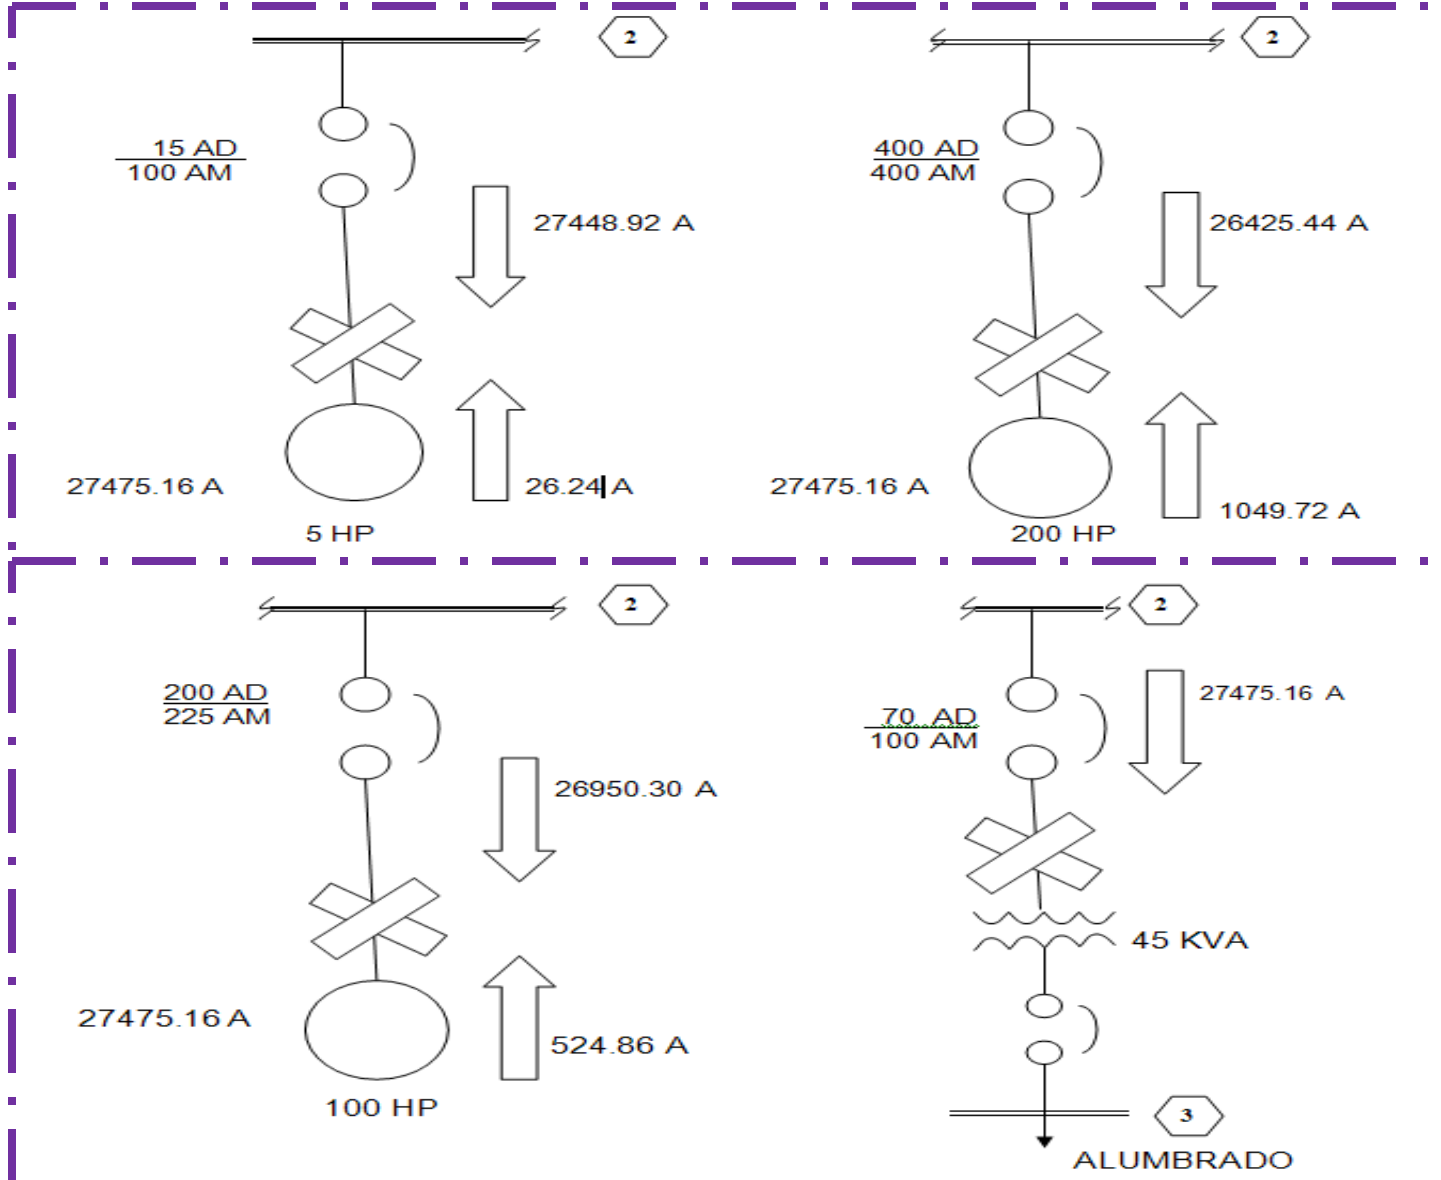 2
15 AD
100 AM
27448.92 A
27475.16 A
26.24 A
5 HP
2
400 AD
400 AM
26425.44 A
27475.16 A
1049.72 A
200 HP
2
200 AD
225 AM
26950.30 A
27475.16 A
524.86 A
100 HP
2
27475.16 A
70 AD
100 AM
45 KVA
3
ALUMBRADO